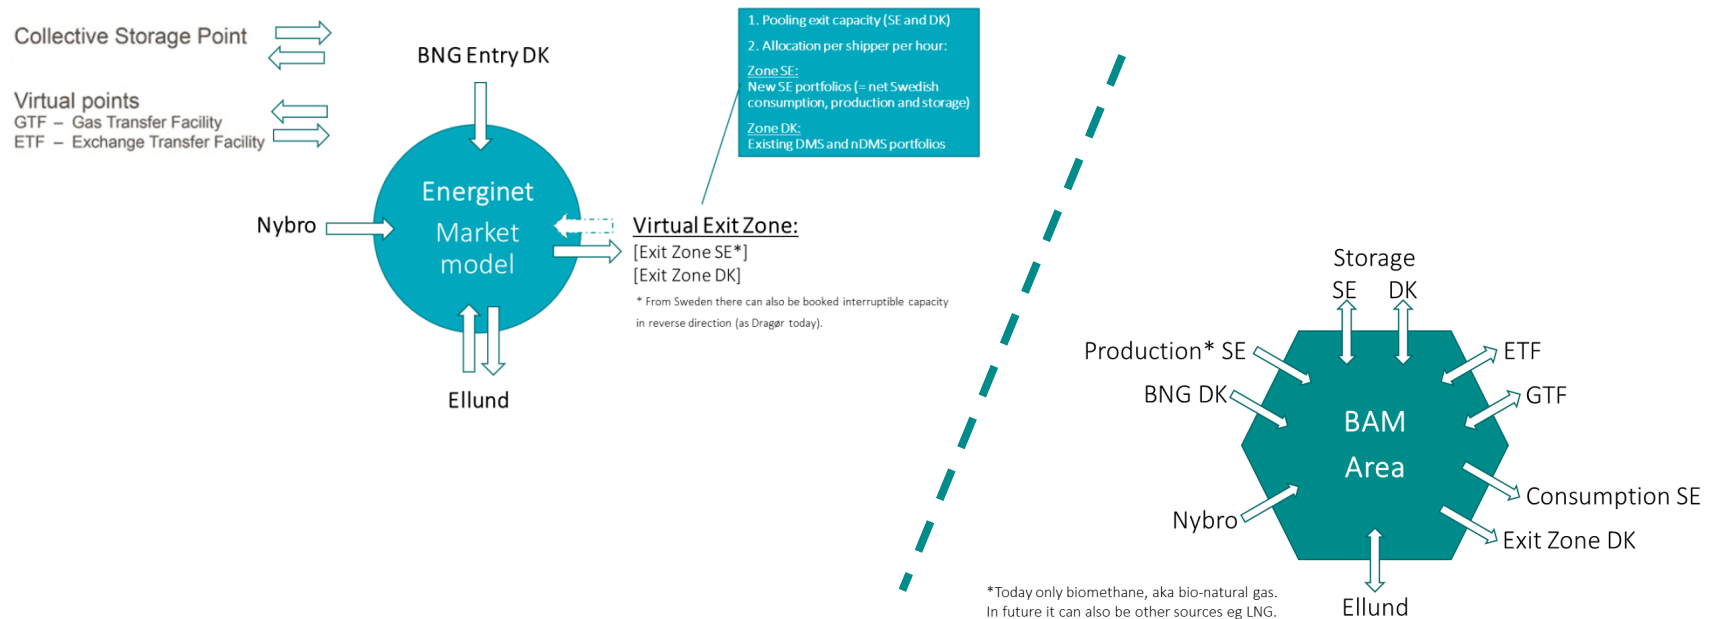 Collective Storage Point
Virtual points
GTF – Gas Transfer Facility
ETF – Exchange Transfer Facility
BNG Entry DK
Nybro
Energinet
Market
model
Ellund
1. Pooling exit capacity (SE and DK)
2. Allocation per shipper per hour:
Zone SE:
New SE portfolios (= net Swedish
consumption, production and storage)
Zone DK:
Existing DMS and nDMS portfolios
Virtual Exit Zone:
[Exit Zone SE*]
[Exit Zone DK]
* From Sweden there can also be booked interruptible capacity
in reverse direction (as Dragør today).
Storage
SE DK
Production* SE
BNG DK
Nybro
BAM
Area
ETF
GTF
Consumption SE
Exit Zone DK
Ellund
*Today only biomethane, aka bio-natural gas.
In future it can also be other sources eg LNG.